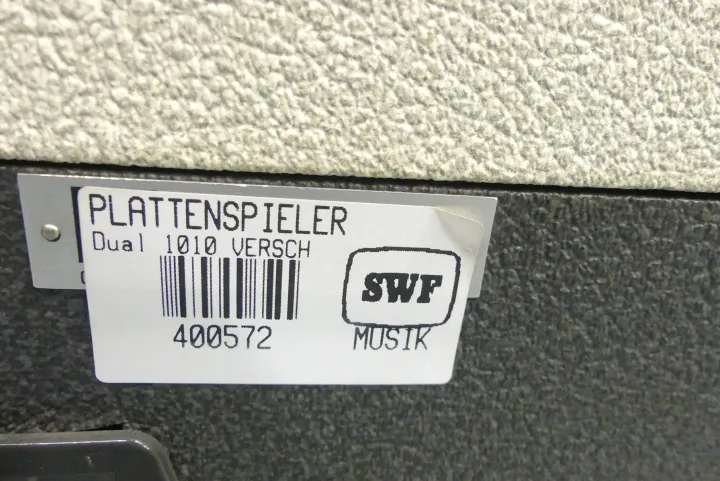 PLATTENSPIELER
Dual 1010 VERSCH
400572
SWF
MUSIK